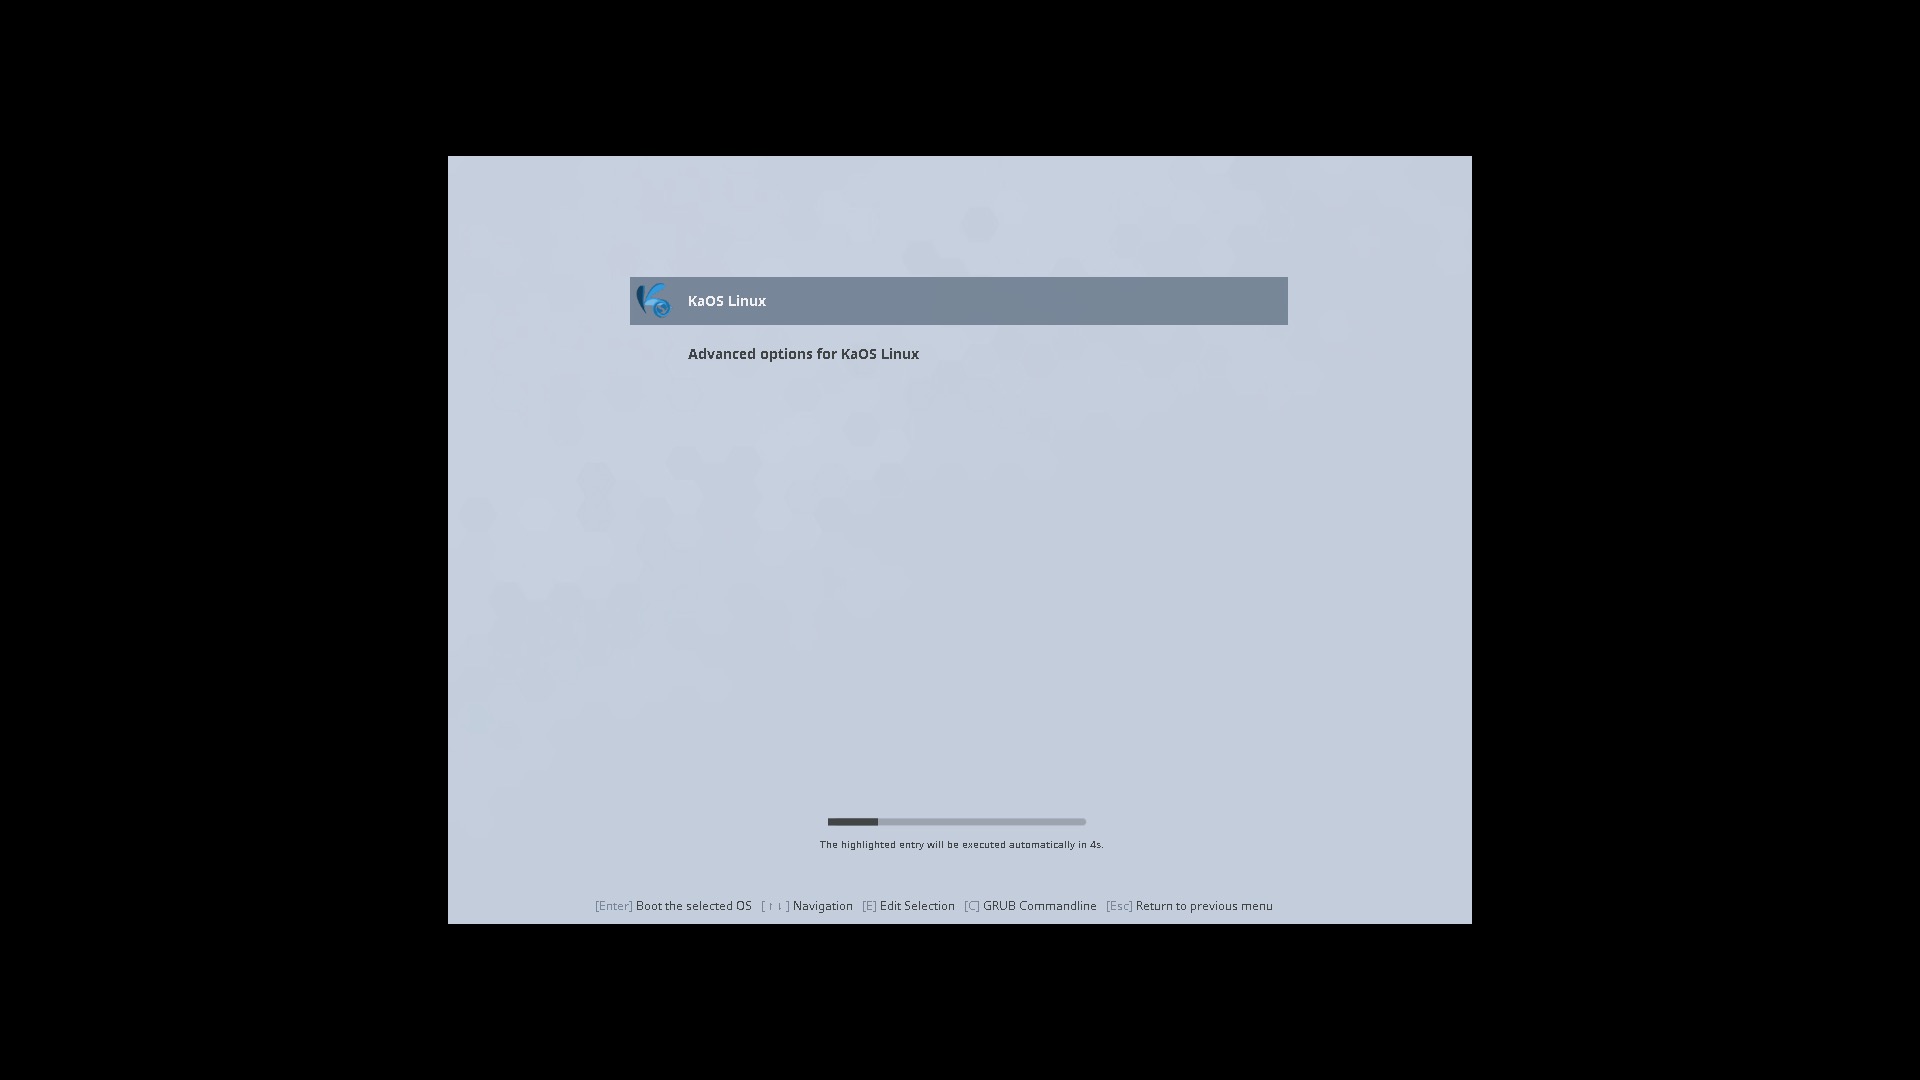 KaOS Linux
Advanced options for KaOS Linux
The highlighted entry will be executed automatically in 4s.
[Enter] Boot the selected OS [↑↓] Navigation [E] Edit Selection [C] GRUB Commandline [Esc] Return to previous menu